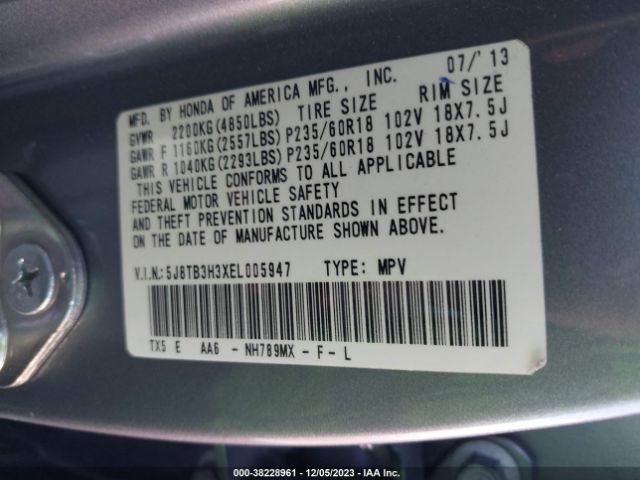 MFD. BY HONDA OF AMERICA MFG., INC. 07/'13
GVWR 2200KG(4850LBS) TIRE SIZE RIM SIZE
GAWR F 1160KG(2557LBS) P235/60R18 102V 18X7.5J
GAWR R 1040KG(2293LBS) P235/60R18 102V 18X7.5J
THIS VEHICLE CONFORMS TO ALL APPLICABLE
FEDERAL MOTOR VEHICLE SAFETY
AND THEFT PREVENTION STANDARDS IN EFFECT
ON THE DATE OF MANUFACTURE SHOWN ABOVE.
V.I.N.:5J8TB3H3XEL005947 TYPE: MPV
TX5 E AA6 - NH789MX - F - L
000-38228961 - 12/05/2023 - IAA Inc.